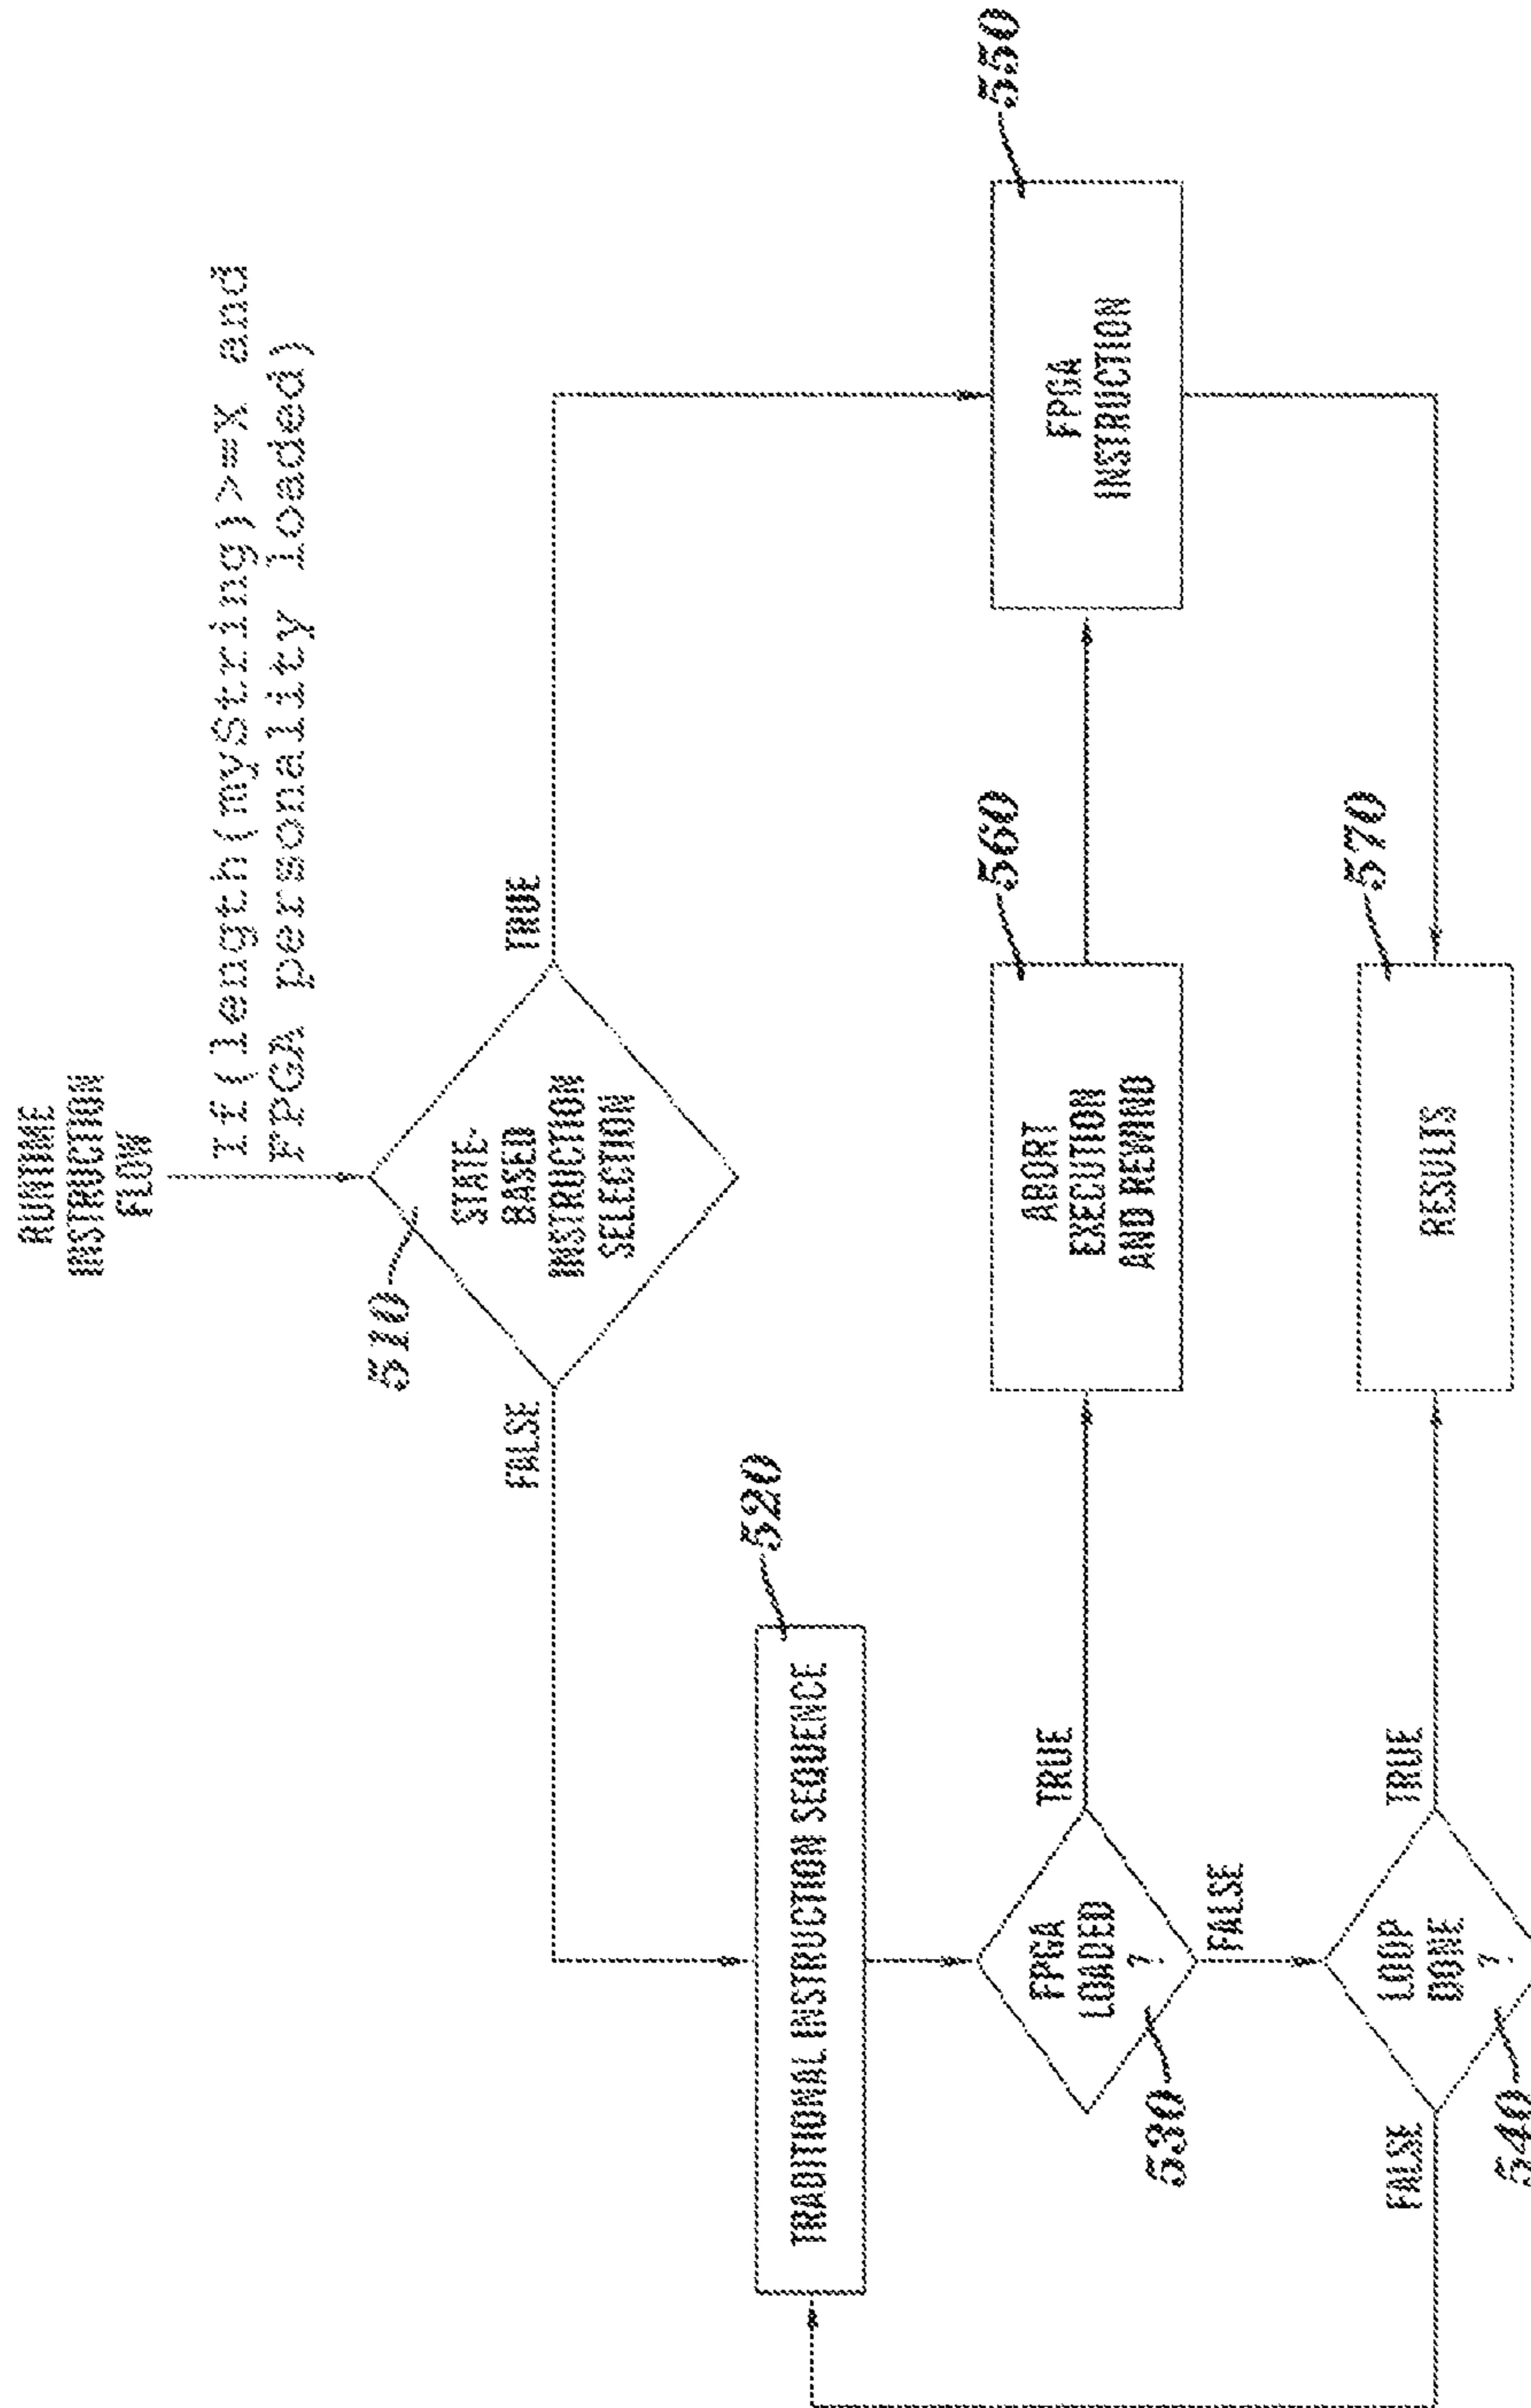 RUNTIME
INSTRUCTION
FLOW
If(length(myString)>=X and
FPGA personality loaded)
510
STATE-
BASED
INSTRUCTION
SELECTION
FALSE
TRUE
520
TRADITIONAL INSTRUCTION SEQUENCE
530
FPGA
LOADED
?
TRUE
FALSE
560
ABORT
EXECUTION
AND REWIND
550
FPGA
INSTRUCTION
540
LOOP
DONE
?
FALSE
TRUE
570
RESULTS